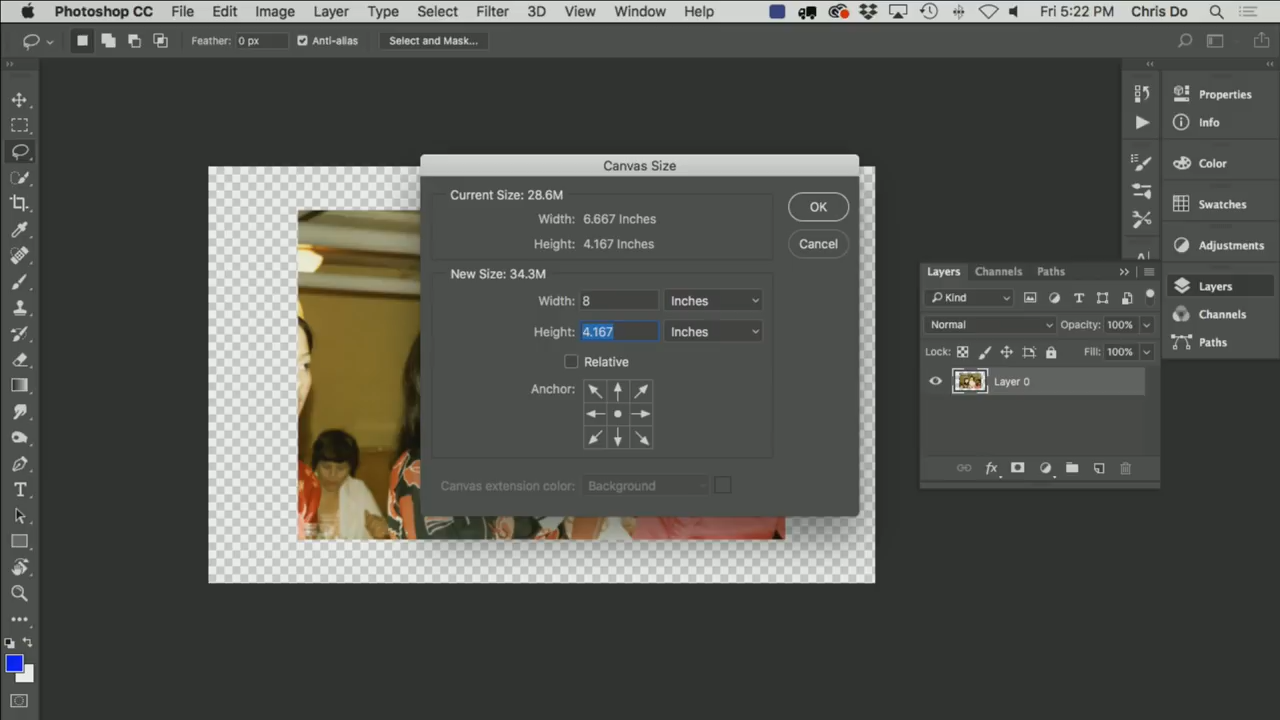 Photoshop CC File Edit Image Layer Type Select Filter 3D View Window Help Fri 5:22 PM Chris Do
Feather: 0 px Anti-alias Select and Mask...
Canvas Size
Current Size: 28.6M
Width: 6.667 Inches
Height: 4.167 Inches
OK
Cancel
New Size: 34.3M
Width: 8 Inches
Height: 4.167 Inches
Relative
Anchor:
Canvas extension color: Background
Properties
Info
Color
Swatches
Adjustments
Layers
Channels
Paths
Layers Channels Paths
Kind
Normal Opacity: 100%
Lock: Fill: 100%
Layer 0
fx